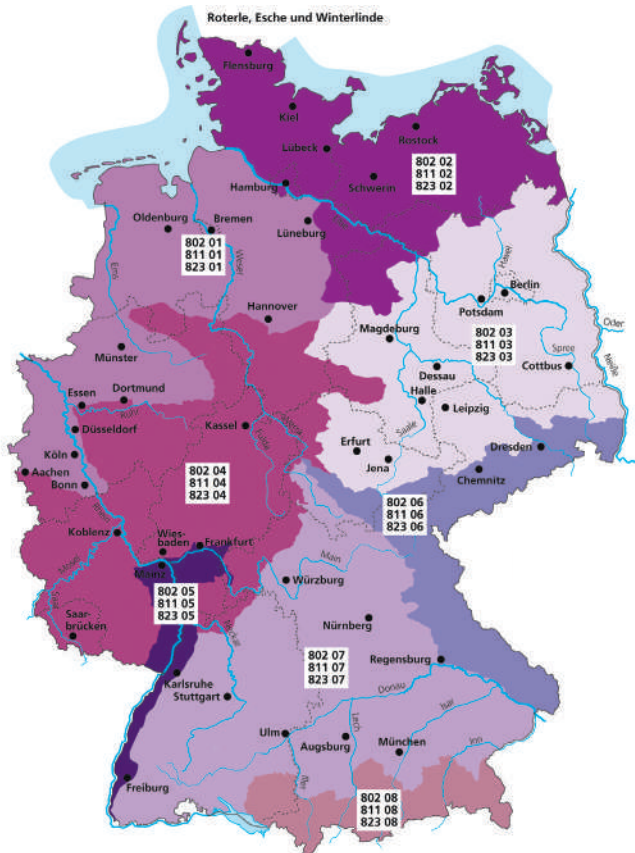 Roterle, Esche und Winterlinde
Flensburg
Kiel
Rostock
Lübeck
802 02
811 02
823 02
Schwerin
Hamburg
Lüneburg
Oldenburg
Bremen
802 01
811 01
823 01
Ems
Weser
Havel
Berlin
Potsdam
Hannover
Magdeburg
802 03
811 03
823 03
Oder
Neiße
Spree
Cottbus
Münster
Dessau
Halle
Leipzig
Essen
Dortmund
Ruhr
Düsseldorf
Kassel
Fulda
Werra
Saale
Erfurt
Jena
Dresden
Chemnitz
Köln
Aachen
Bonn
802 04
811 04
823 04
802 06
811 06
823 06
Rhein
Koblenz
Wies-
baden
Frankfurt
Mainz
Main
Mosel
Würzburg
802 05
811 05
823 05
Saar-
brücken
Saar
Neckar
Nürnberg
802 07
811 07
823 07
Regensburg
Karlsruhe
Stuttgart
Donau
Isar
Inn
Lech
Ulm
Augsburg
München
Iller
Freiburg
802 08
811 08
823 08